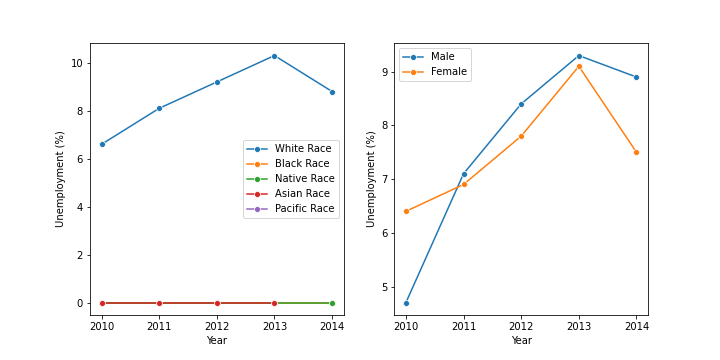 10
8
6
4
2
0
Unemployment (%)
White Race
Black Race
Native Race
Asian Race
Pacific Race
2010 2011 2012 2013 2014
Year
9
8
7
6
5
Unemployment (%)
Male
Female
2010 2011 2012 2013 2014
Year